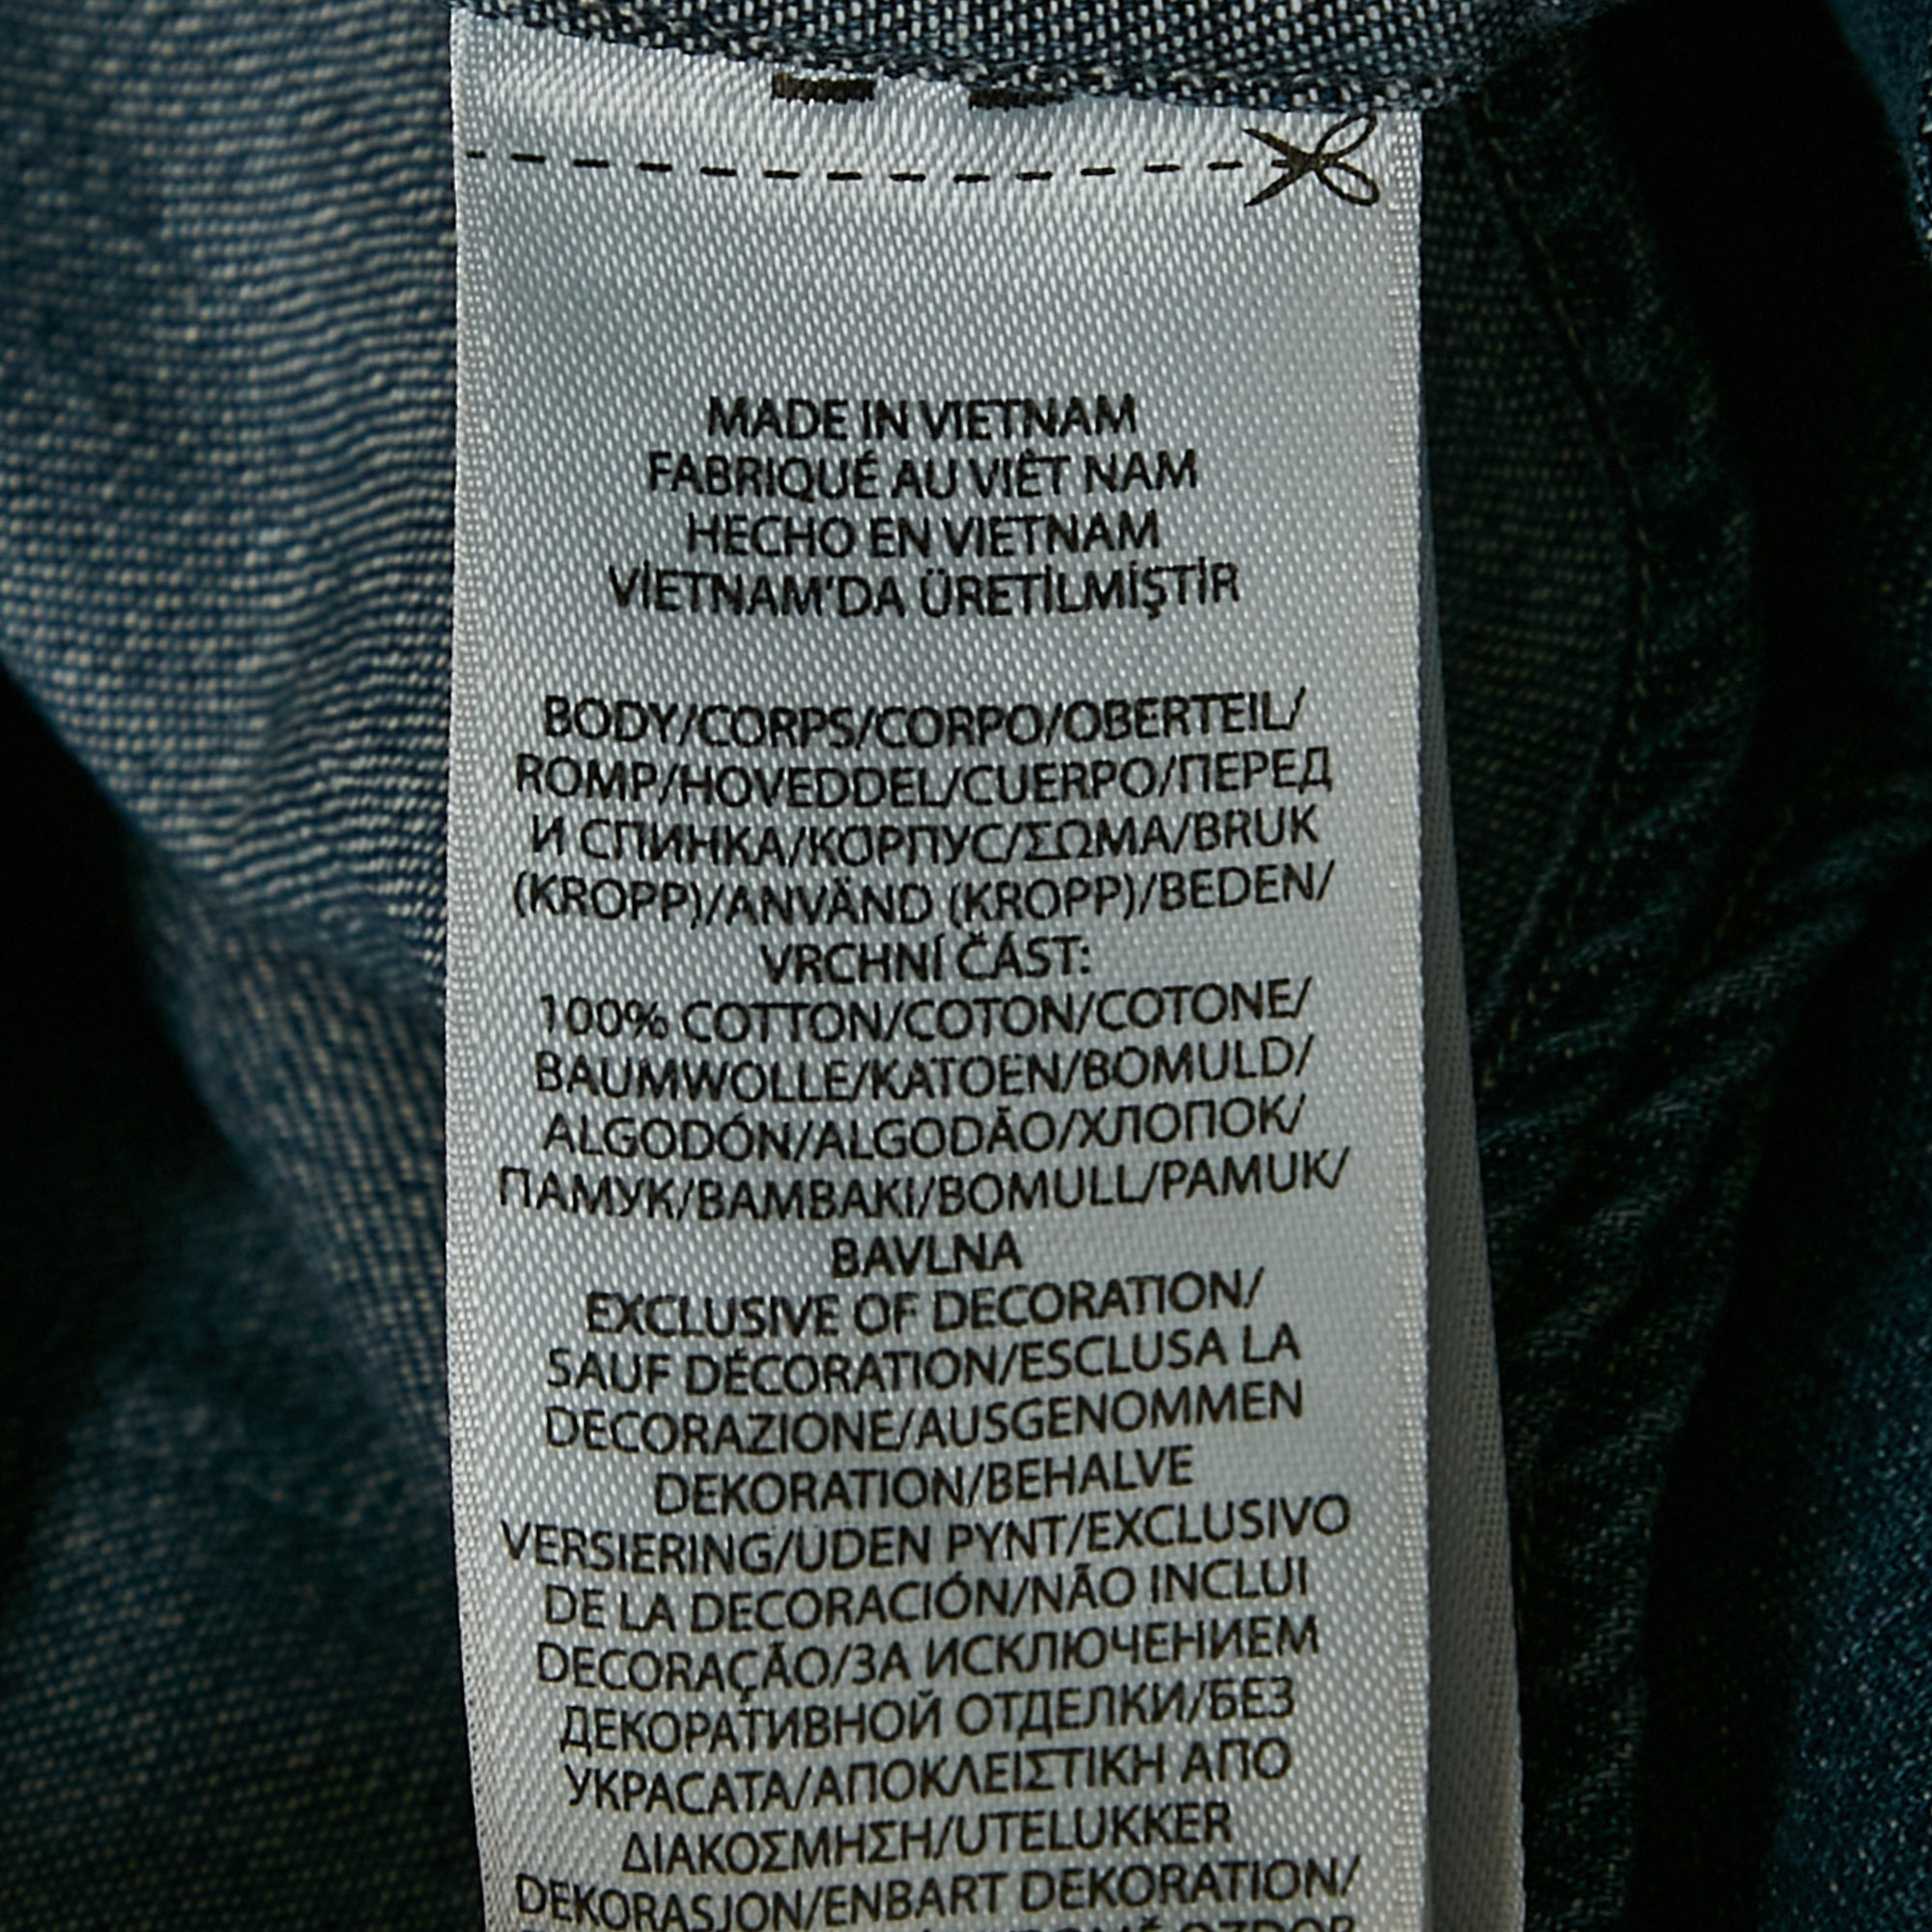 MADE IN VIETNAM
FABRIQUÉ AU VIÊT NAM
HECHO EN VIETNAM
VİETNAM'DA ÜRETİLMİŞTİR
BODY/CORPS/CORPO/OBERTEIL/
ROMP/HOVEDDEL/CUERPO/ПЕРЕД
И СПИНКА/КОРПУС/ΣΩΜΑ/BRUK
(KROPP)/ANVÄND (KROPP)/BEDEN/
VRCHNÍ ČÁST:
100% COTTON/COTON/COTONE/
BAUMWOLLE/KATOEN/BOMULD/
ALGODÓN/ALGODÃO/ХЛОПОК/
ПАМУК/ΒΑΜΒΑΚΙ/BOMULL/PAMUK/
BAVLNA
EXCLUSIVE OF DECORATION/
SAUF DÉCORATION/ESCLUSA LA
DECORAZIONE/AUSGENOMMEN
DEKORATION/BEHALVE
VERSIERING/UDEN PYNT/EXCLUSIVO
DE LA DECORACIÓN/NÃO INCLUI
DECORAÇÃO/ЗА ИСКЛЮЧЕНИЕМ
ДЕКОРАТИВНОЙ ОТДЕЛКИ/БЕЗ
УКРАСАТА/ΑΠΟΚΛΕΙΣΤΙΚΗ ΑΠΟ
ΔΙΑΚΟΣΜΗΣΗ/UTELUKKER
DEKORASJON/ENBART DEKORATION/